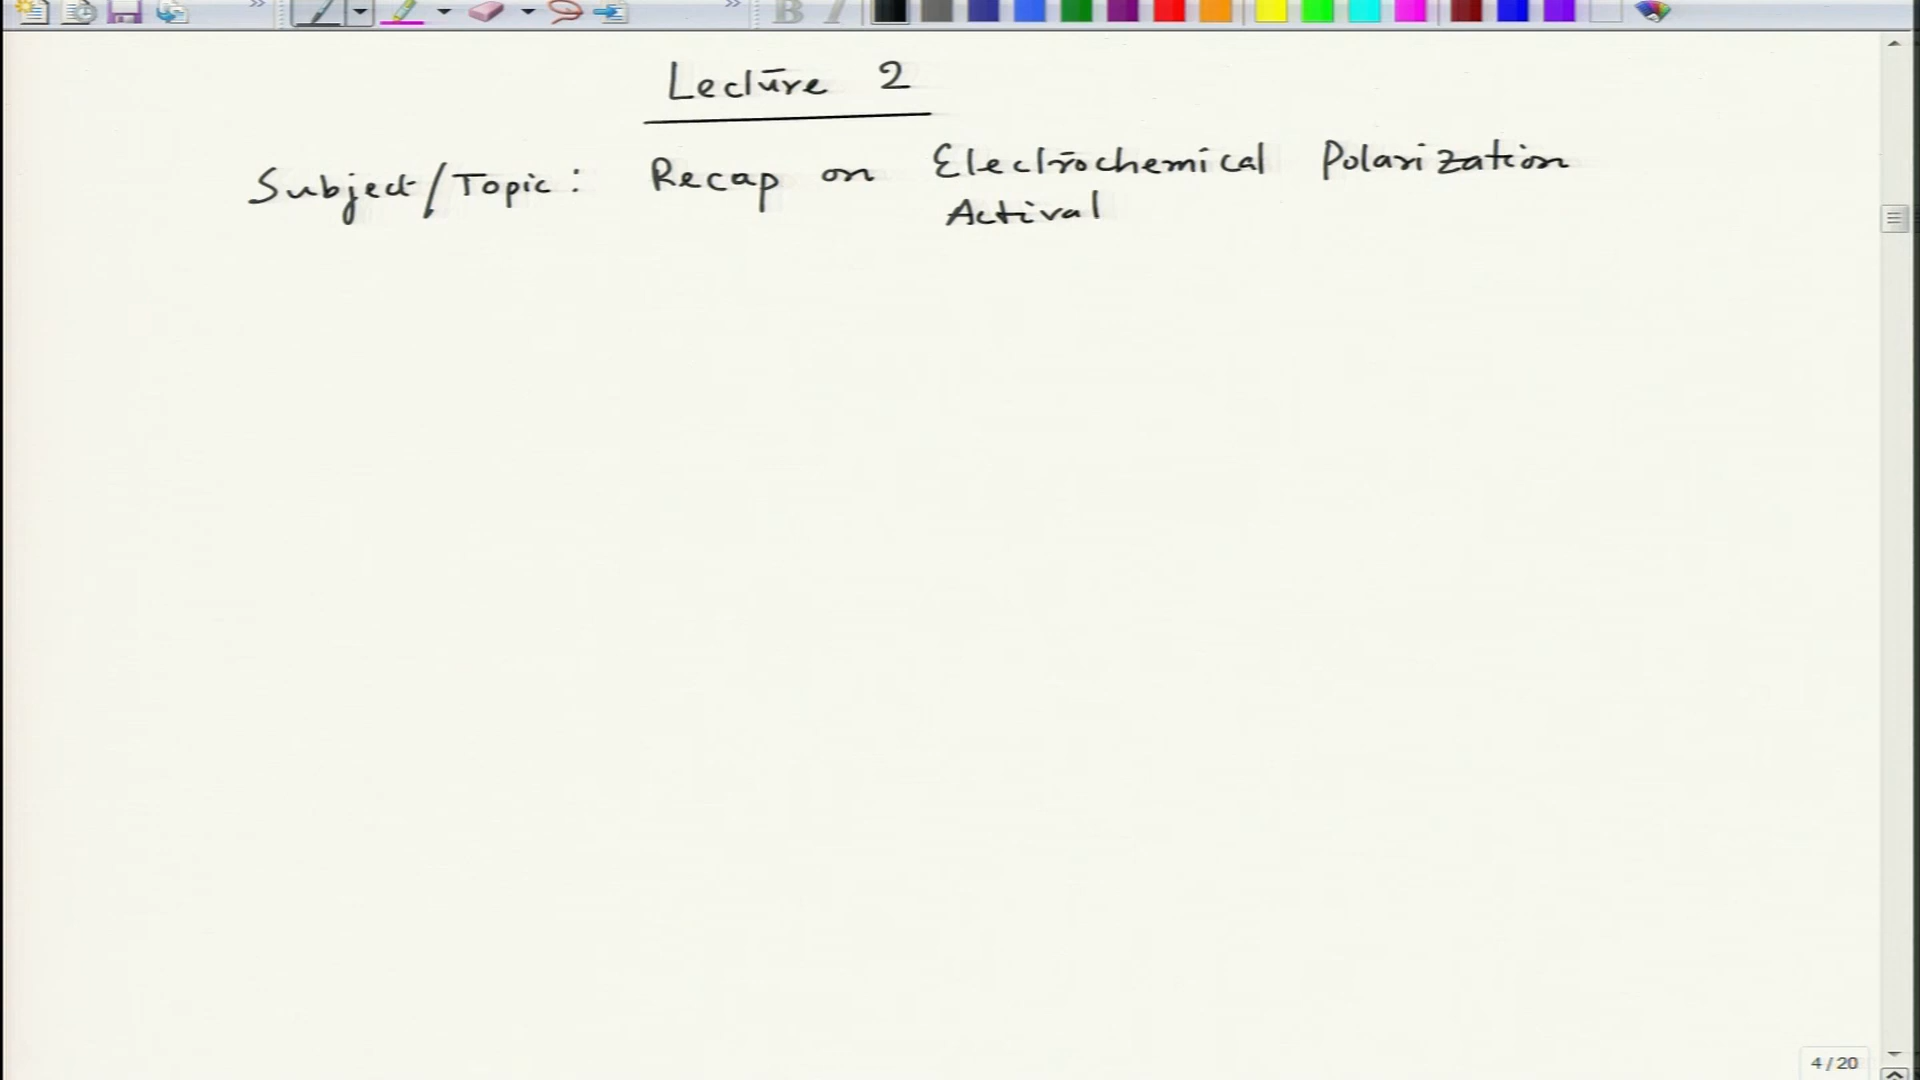 Lecture 2
Subject/Topic: Recap on Electrochemical Polarization
Actival
4/20